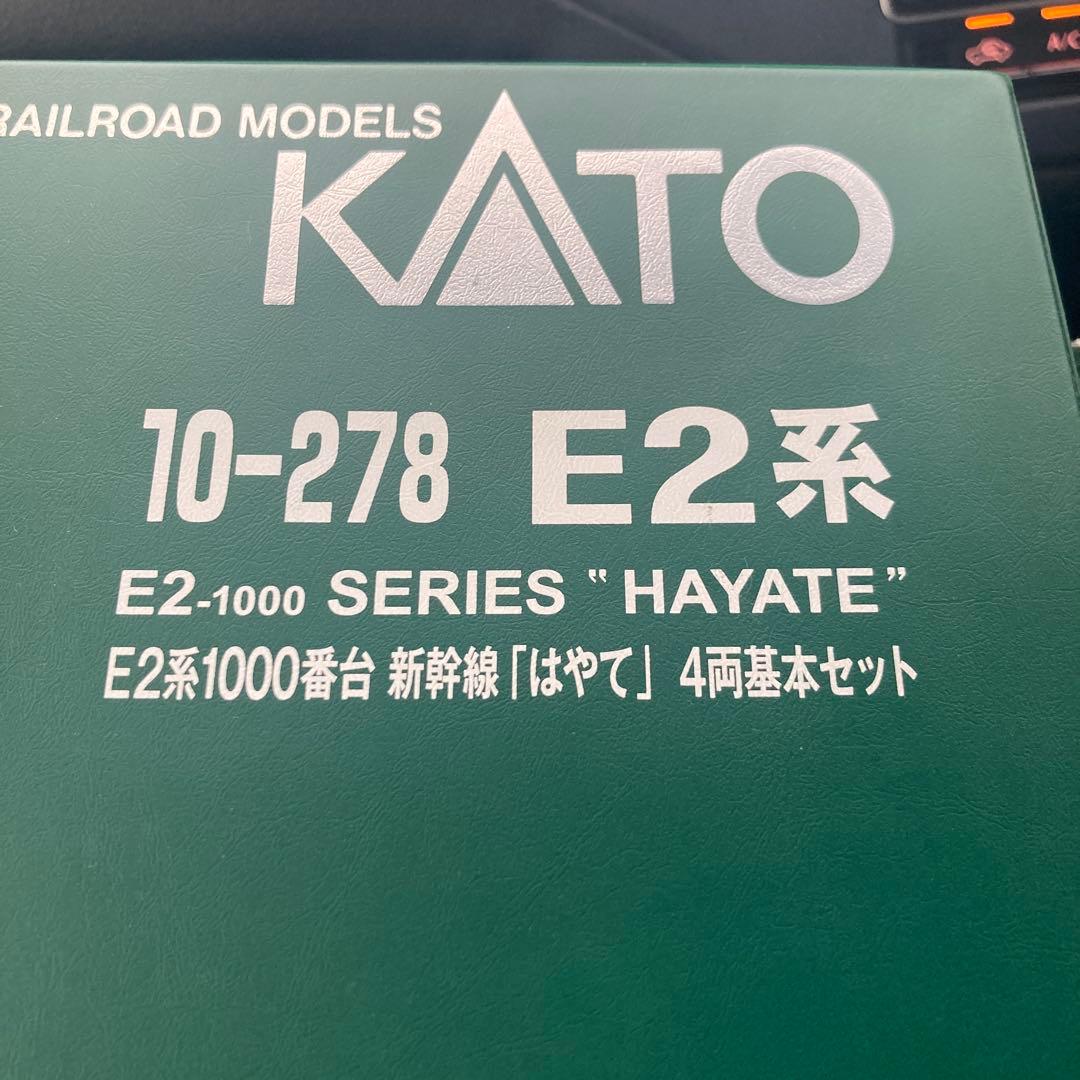 RAILROAD MODELS
KATO
10-278 E2系
E2-1000 SERIES “HAYATE”
E2系1000番台 新幹線「はやて」 4両基本セット
A/C